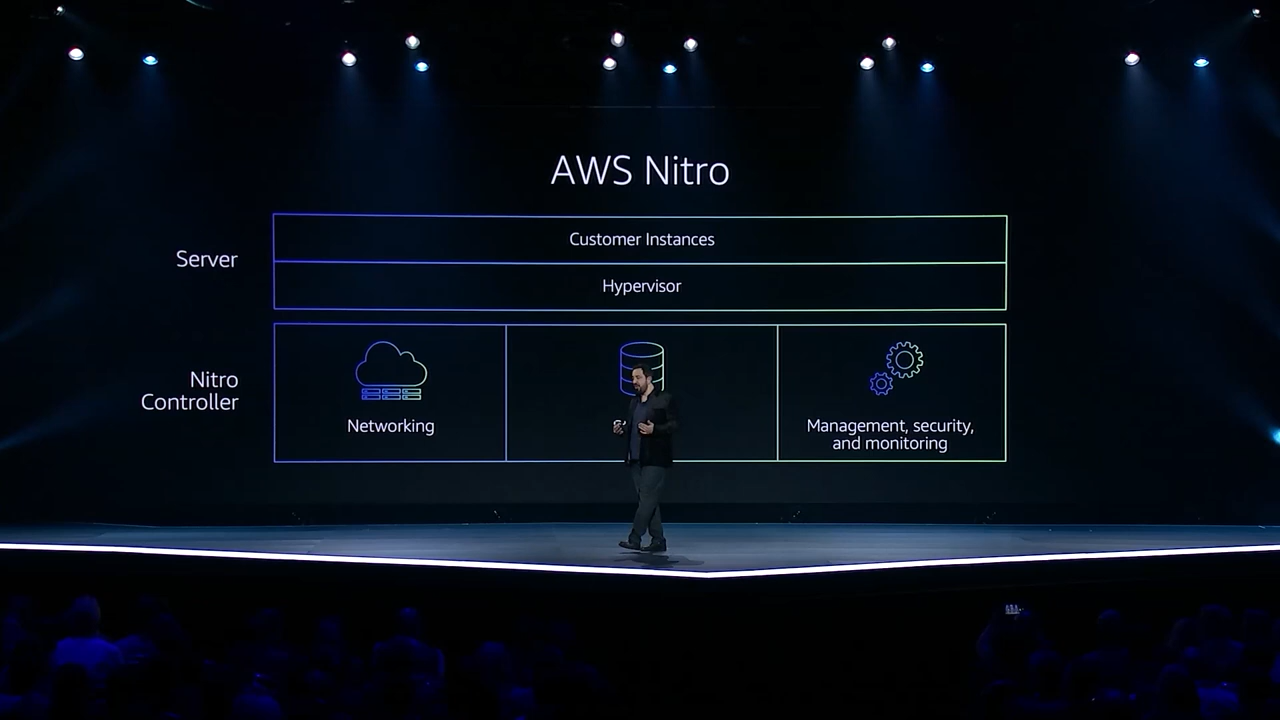 AWS Nitro
Customer Instances
Server
Hypervisor
Nitro
Controller
Networking
Management, security,
and monitoring